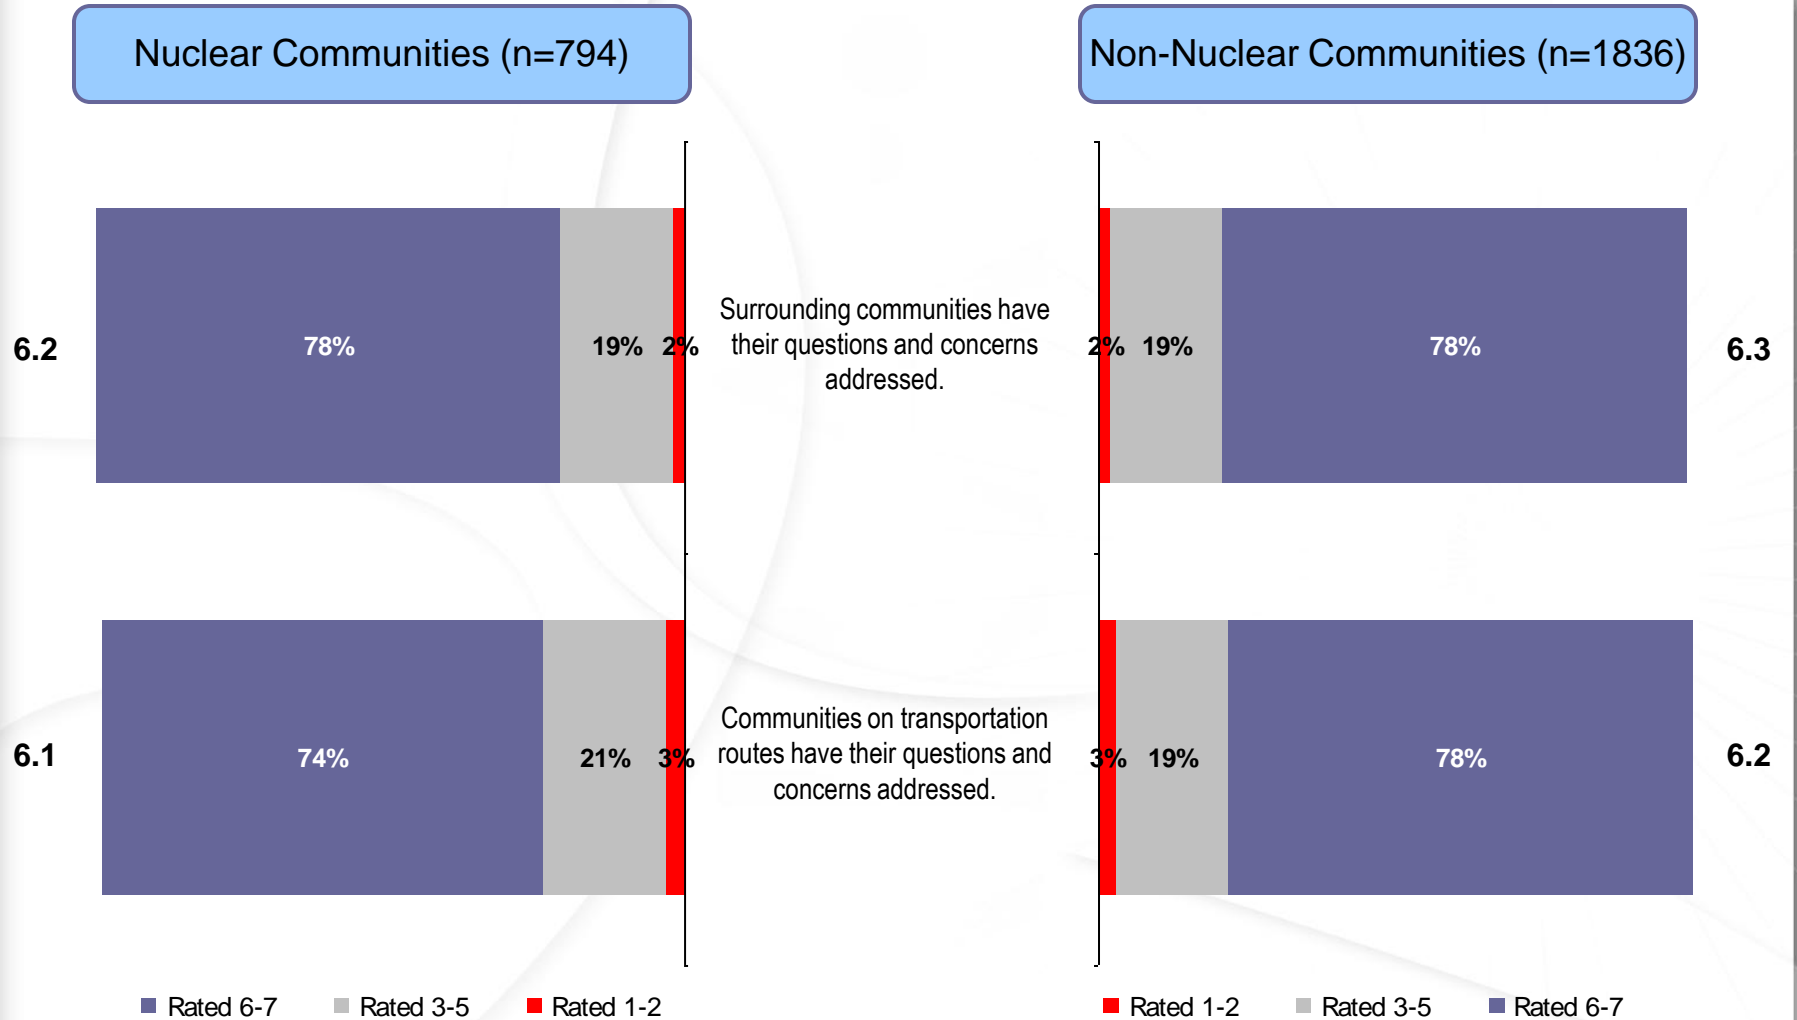 Nuclear Communities (n=794)
Non-Nuclear Communities (n=1836)
6.2
78%
19%
2%
Surrounding communities have
their questions and concerns
addressed.
2%
19%
78%
6.3
6.1
74%
21%
3%
Communities on transportation
routes have their questions and
concerns addressed.
3%
19%
78%
6.2
Rated 6-7
Rated 3-5
Rated 1-2
Rated 1-2
Rated 3-5
Rated 6-7